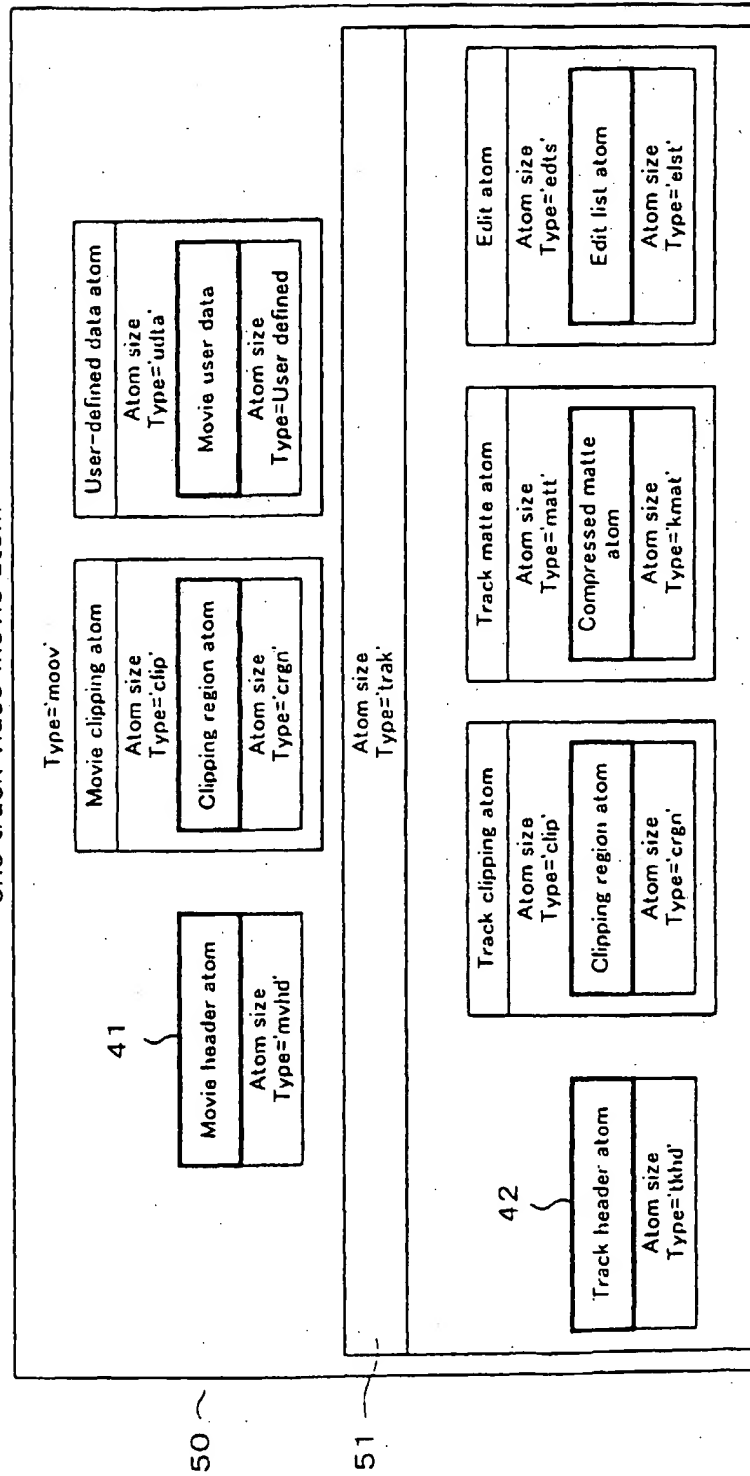 Type='moov'
41
Movie header atom
Atom size
Type='mvhd'
Movie clipping atom
Atom size
Type='clip'
Clipping region atom
Atom size
Type='crgn'
User-defined data atom
Atom size
Type='udta'
Movie user data
Atom size
Type=User defined
50
51
Atom size
Type='trak'
42
Track header atom
Atom size
Type='tkhd'
Track clipping atom
Atom size
Type='clip'
Clipping region atom
Atom size
Type='crgn'
Track matte atom
Atom size
Type='matt'
Compressed matte
atom
Atom size
Type='kmat'
Edit atom
Atom size
Type='edts'
Edit list atom
Atom size
Type='elst'